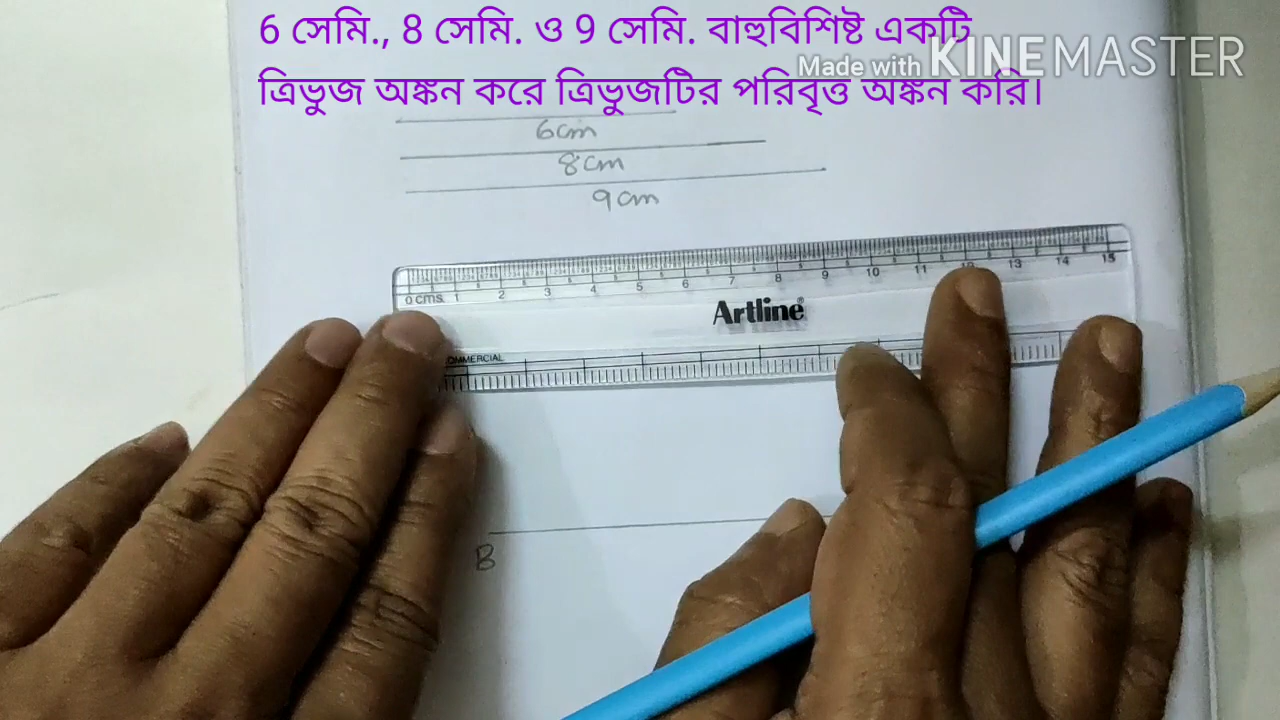 6 সেমি., 8 সেমি. ও 9 সেমি. বাহুবিশিষ্ট একটি
Made with KINEMASTER
ত্রিভুজ অঙ্কন করে ত্রিভুজটির পরিবৃত্ত অঙ্কন করি।
6cm
8cm
9cm
0 cms. 1 2 3 4 5 6 7 8 9 10 11 12 13 14 15
Artline
OMMERCIAL
B